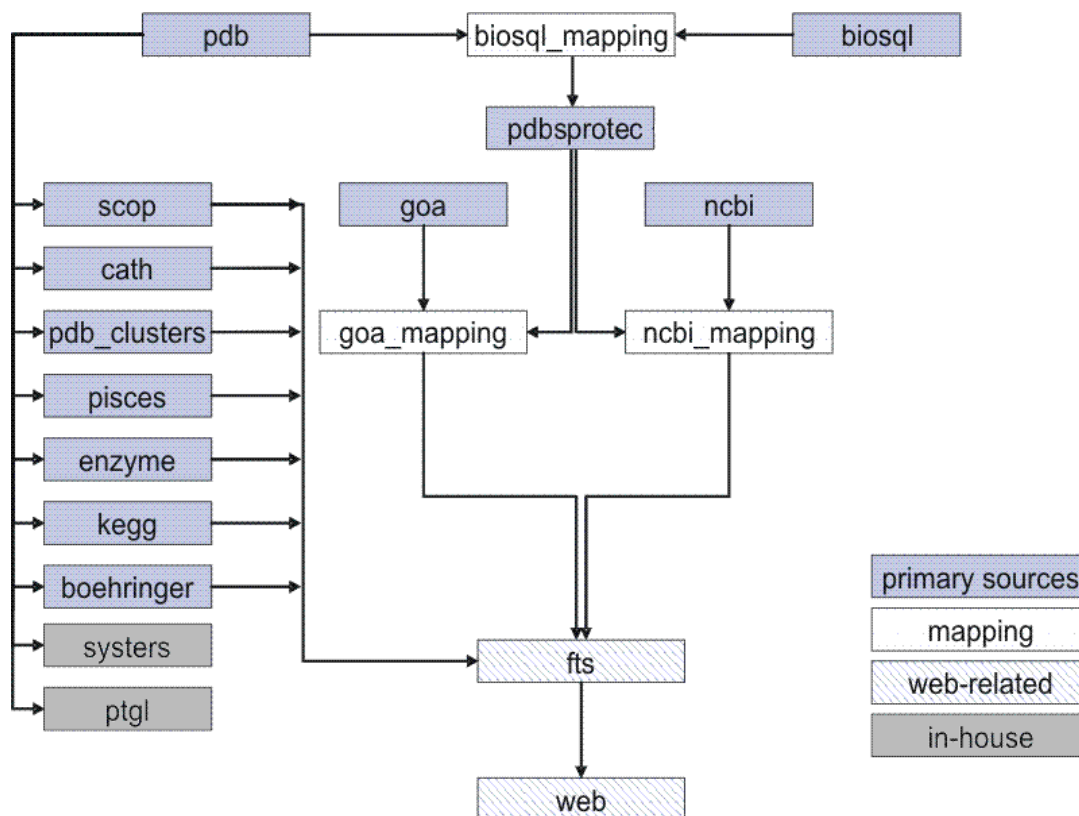 pdb
biosql_mapping
biosql
pdbsprotec
scop
goa
ncbi
cath
pdb_clusters
goa_mapping
ncbi_mapping
pisces
enzyme
kegg
boehringer
primary sources
systers
mapping
fts
web-related
ptgl
in-house
web